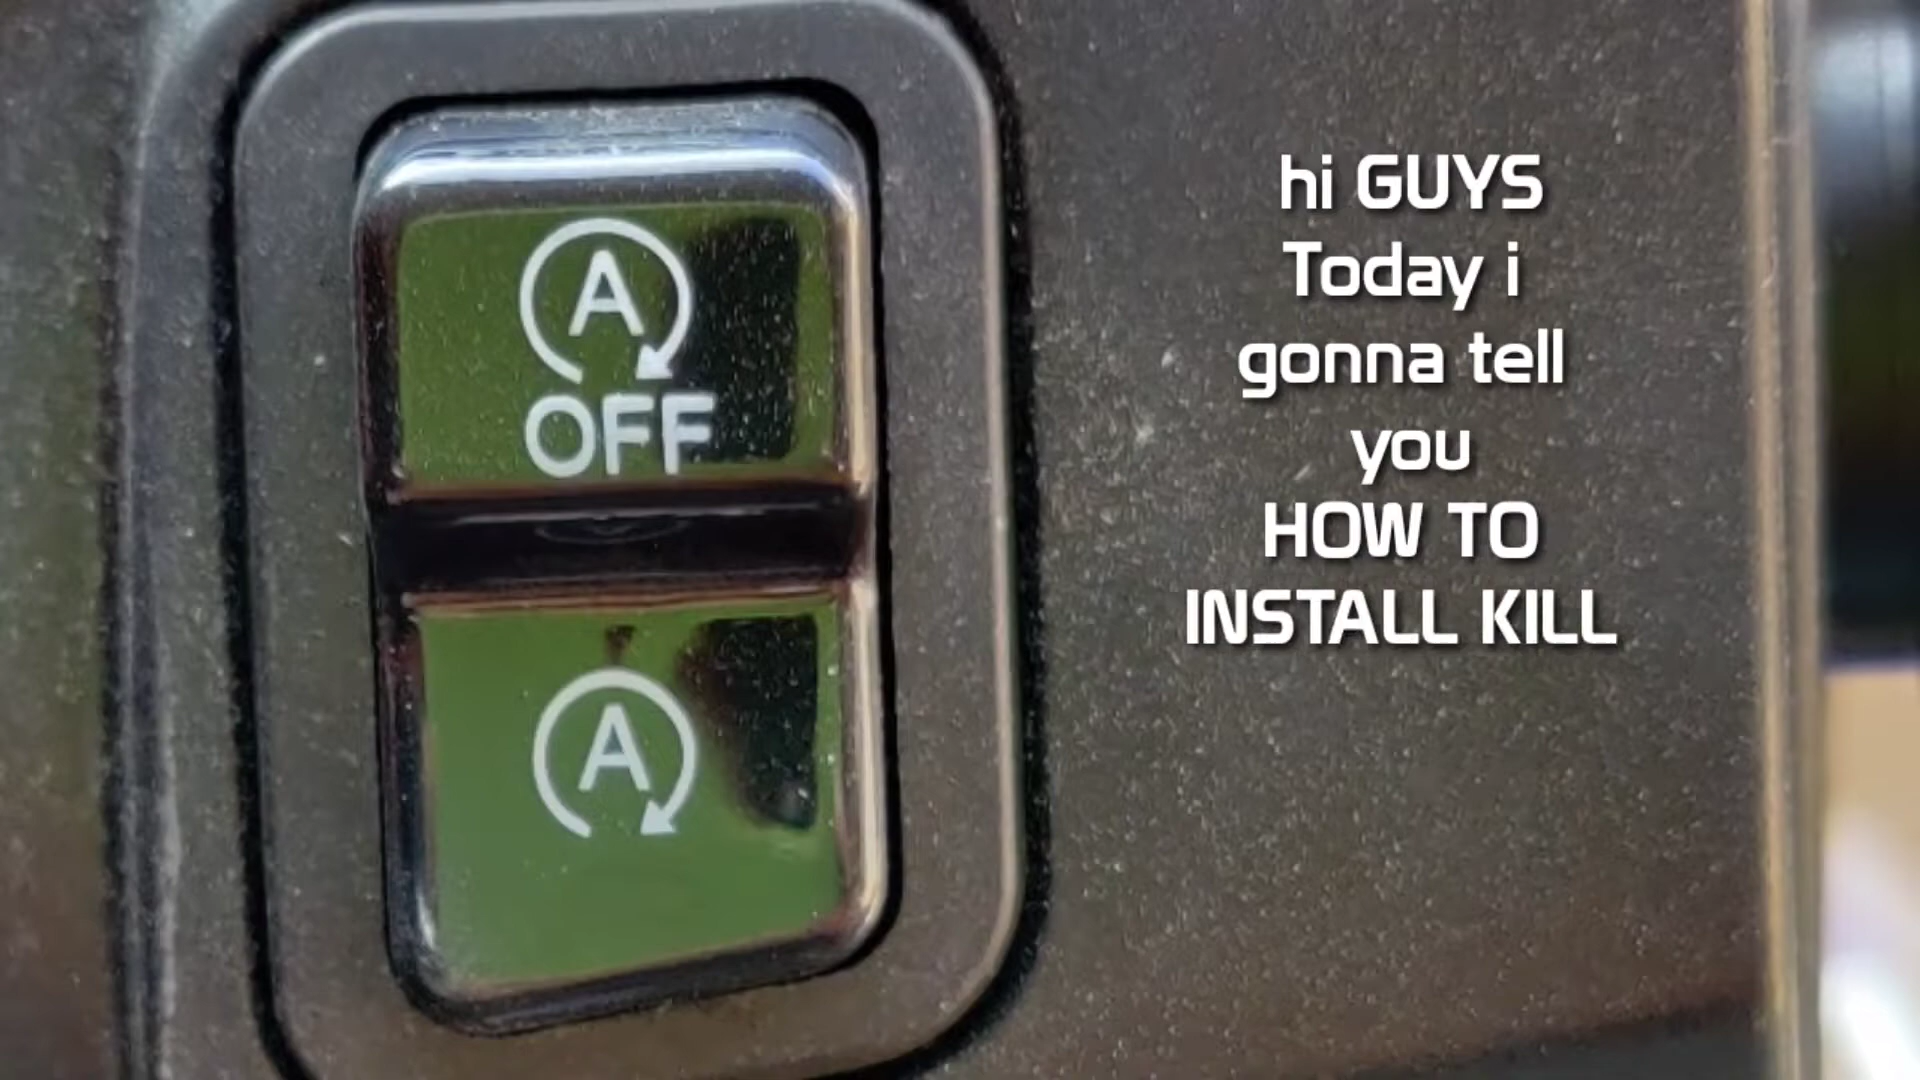 A
OFF
A
hi GUYS
Today i
gonna tell
you
HOW TO
INSTALL KILL